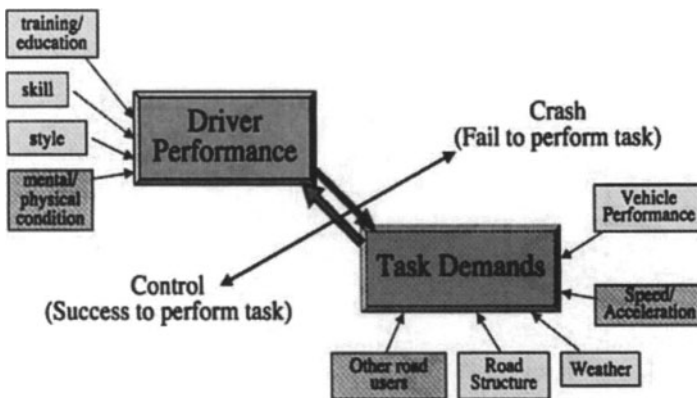 training/
education
skill
style
mental/
physical
condition
Driver
Performance
Crash
(Fail to perform task)
Control
(Success to perform task)
Task Demands
Vehicle
Performance
Speed/
Acceleration
Other road
users
Road
Structure
Weather